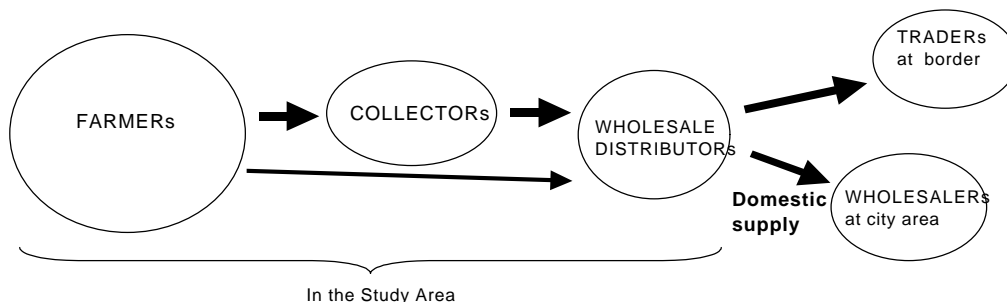 FARMERs
COLLECTORs
WHOLESALE
DISTRIBUTORs
TRADERs
at border
Domestic
supply
WHOLESALERs
at city area
In the Study Area